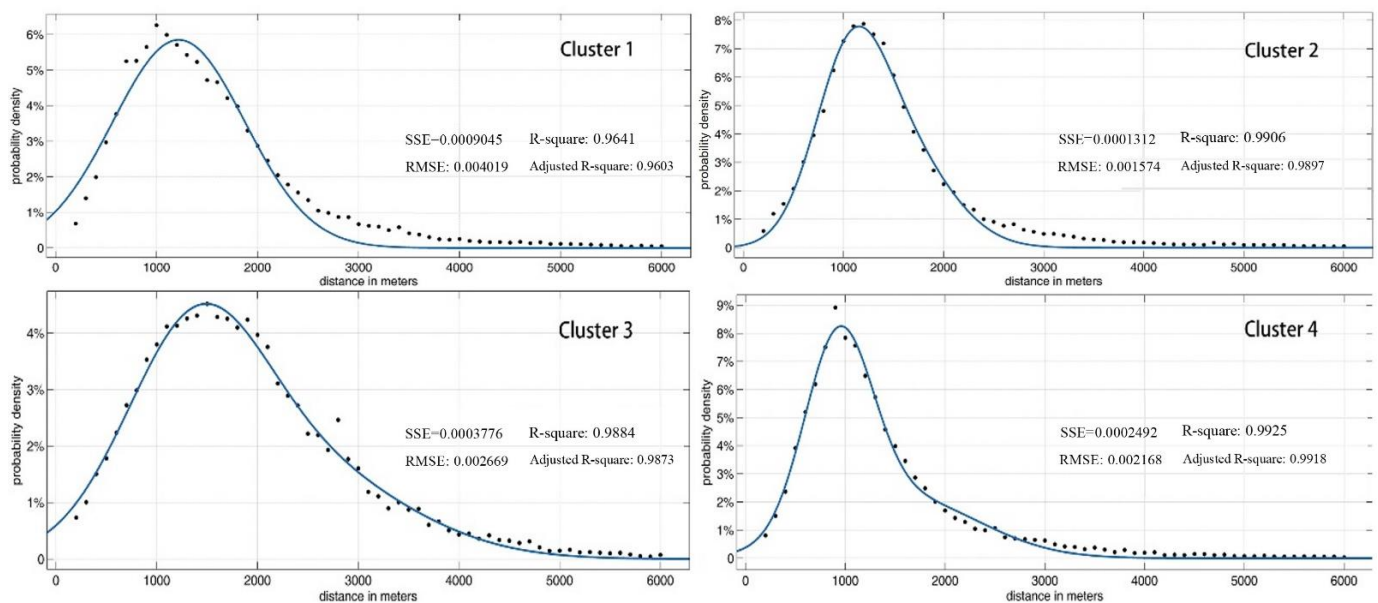 Cluster 1
6%
5%
4%
3%
2%
1%
0
probability density
SSE=0.0009045 R-square: 0.9641
RMSE: 0.004019 Adjusted R-square: 0.9603
0 1000 2000 3000 4000 5000 6000
distance in meters
Cluster 2
8%
7%
6%
5%
4%
3%
2%
1%
0
probability density
SSE=0.0001312 R-square: 0.9906
RMSE: 0.001574 Adjusted R-square: 0.9897
0 1000 2000 3000 4000 5000 6000
distance in meters
Cluster 3
4%
3%
2%
1%
0
probability density
SSE=0.0003776 R-square: 0.9884
RMSE: 0.002669 Adjusted R-square: 0.9873
0 1000 2000 3000 4000 5000 6000
distance in meters
Cluster 4
9%
8%
7%
6%
5%
4%
3%
2%
1%
0
probability density
SSE=0.0002492 R-square: 0.9925
RMSE: 0.002168 Adjusted R-square: 0.9918
0 1000 2000 3000 4000 5000 6000
distance in meters